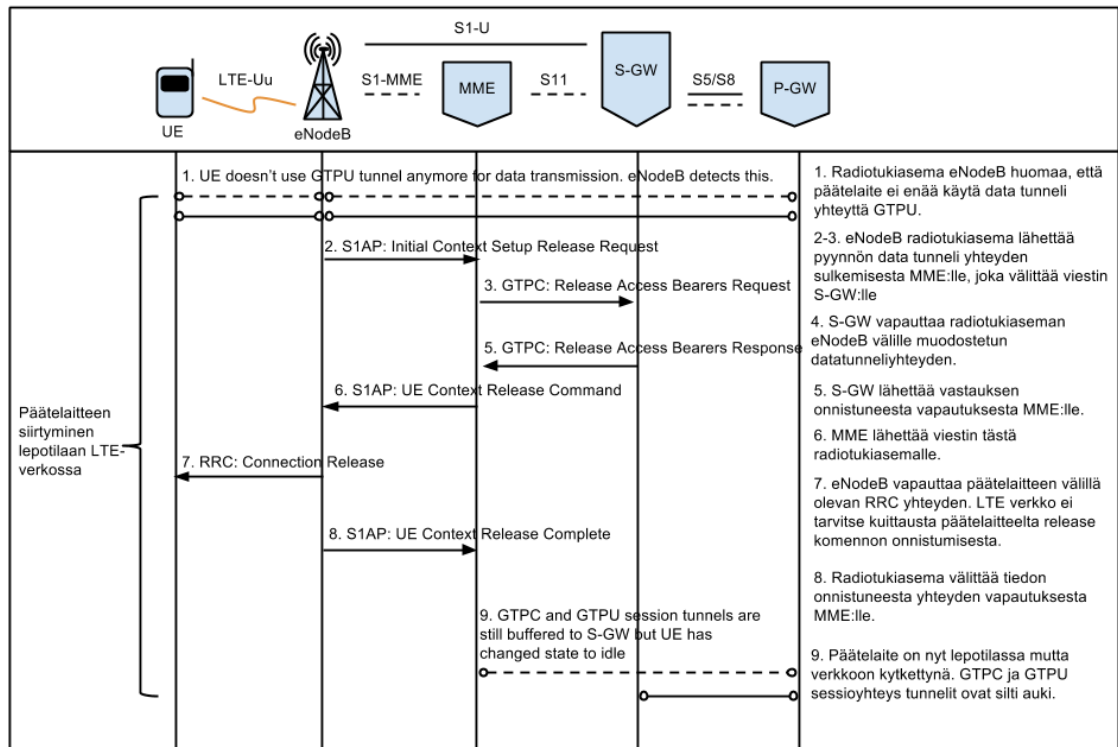 S1-U
LTE-Uu
S1-MME
S11
S5/S8
UE
eNodeB
MME
S-GW
P-GW
1. UE doesn't use GTPU tunnel anymore for data transmission. eNodeB detects this.
2. S1AP: Initial Context Setup Release Request
3. GTPC: Release Access Bearers Request
5. GTPC: Release Access Bearers Response
6. S1AP: UE Context Release Command
7. RRC: Connection Release
8. S1AP: UE Context Release Complete
9. GTPC and GTPU session tunnels are
still buffered to S-GW but UE has
changed state to idle
Päätelaitteen
siirtyminen
lepotilaan LTE-
verkossa
1. Radiotukiasema eNodeB huomaa, että
päätelaite ei enää käytä data tunneli
yhteyttä GTPU.
2-3. eNodeB radiotukiasema lähettää
pyynnön data tunneli yhteyden
sulkemisesta MME:lle, joka välittää viestin
S-GW:lle
4. S-GW vapauttaa radiotukiaseman
eNodeB välille muodostetun
datatunneliyhteyden.
5. S-GW lähettää vastauksen
onnistuneesta vapautuksesta MME:lle.
6. MME lähettää viestin tästä
radiotukiasemalle.
7. eNodeB vapauttaa päätelaitteen välillä
olevan RRC yhteyden. LTE verkko ei
tarvitse kuittausta päätelaitteelta release
komennon onnistumisesta.
8. Radiotukiasema välittää tiedon
onnistuneesta yhteyden vapautuksesta
MME:lle.
9. Päätelaite on nyt lepotilassa mutta
verkkoon kytkettynä. GTPC ja GTPU
sessioyhteys tunnelit ovat silti auki.